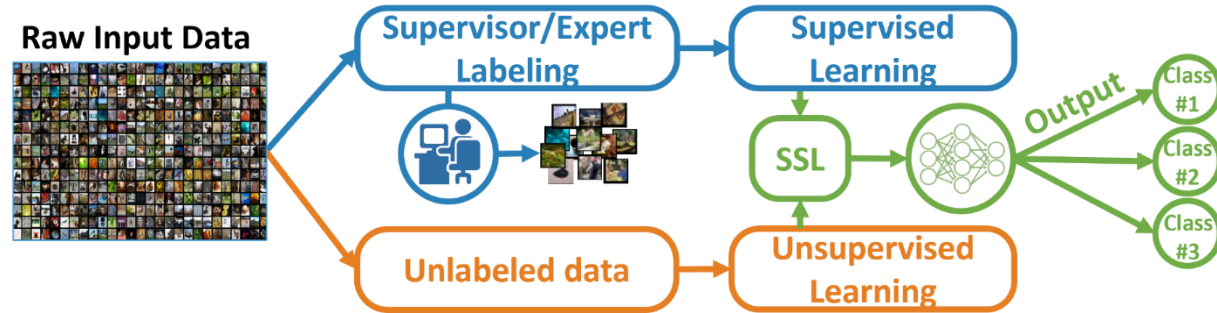 Raw Input Data
Supervisor/Expert
Labeling
Supervised
Learning
Output
Class
#1
SSL
Class
#2
Class
#3
Unlabeled data
Unsupervised
Learning